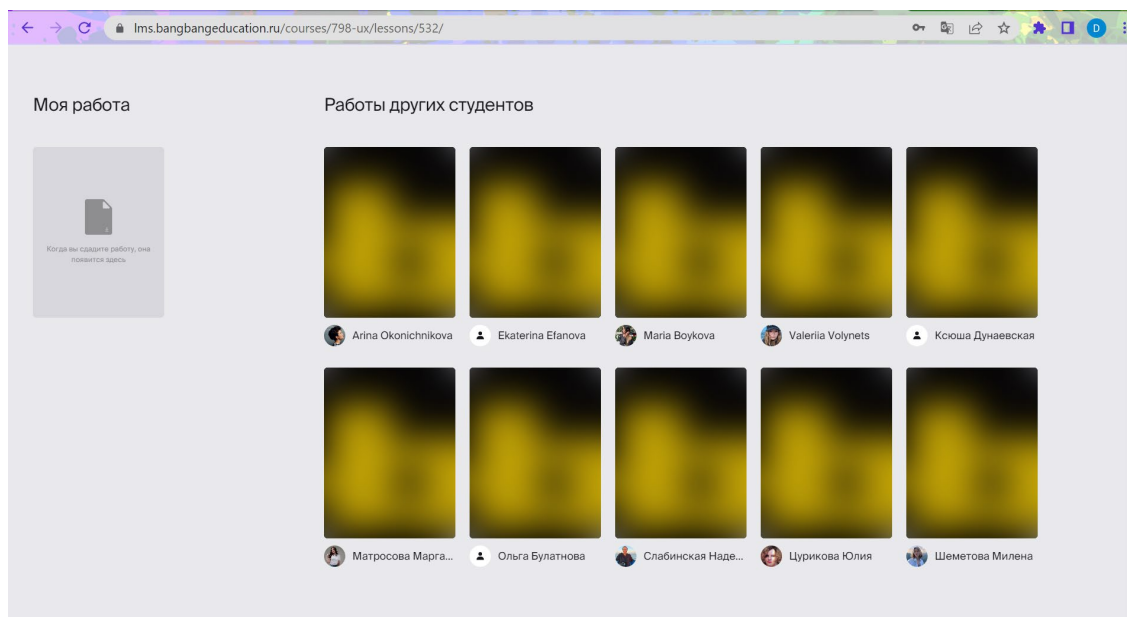 lms.bangbangeducation.ru/courses/798-ux/lessons/532/
D
Моя работа
Работы других студентов
Когда вы сдадите работу, она
появится здесь
Arina Okonichnikova
Ekaterina Efanova
Maria Boykova
Valeriia Volynets
Ксюша Дунаевская
Матросова Марга...
Ольга Булатнова
Слабинская Наде...
Цурикова Юлия
Шеметова Милена